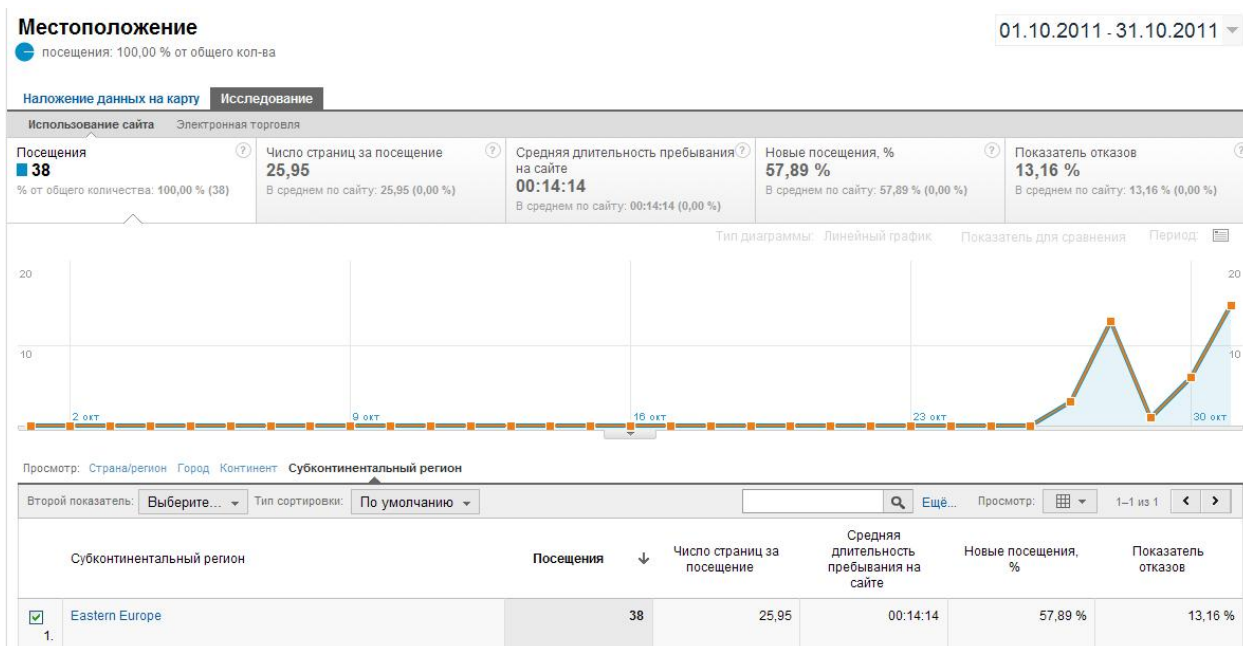 Местоположение
01.10.2011 - 31.10.2011
посещения: 100,00 % от общего кол-ва
Наложение данных на карту Исследование
Использование сайта Электронная торговля
Посещения ?
38
% от общего количества: 100,00 % (38)
Число страниц за посещение ?
25,95
В среднем по сайту: 25,95 (0,00 %)
Средняя длительность пребывания ?
на сайте
00:14:14
В среднем по сайту: 00:14:14 (0,00 %)
Новые посещения, % ?
57,89 %
В среднем по сайту: 57,89 % (0,00 %)
Показатель отказов ?
13,16 %
В среднем по сайту: 13,16 % (0,00 %)
Тип диаграммы: Линейный график Показатель для сравнения Период:
20 20
10 10
2 окт 9 окт 16 окт 23 окт 30 окт
Просмотр: Страна/регион Город Континент Субконтинентальный регион
Второй показатель: Выберите... Тип сортировки: По умолчанию Ещё... Просмотр: 1–1 из 1
Субконтинентальный регион
Посещения
Число страниц за
посещение
Средняя
длительность
пребывания на
сайте
Новые посещения,
%
Показатель
отказов
Eastern Europe 38 25,95 00:14:14 57,89 % 13,16 %
1.